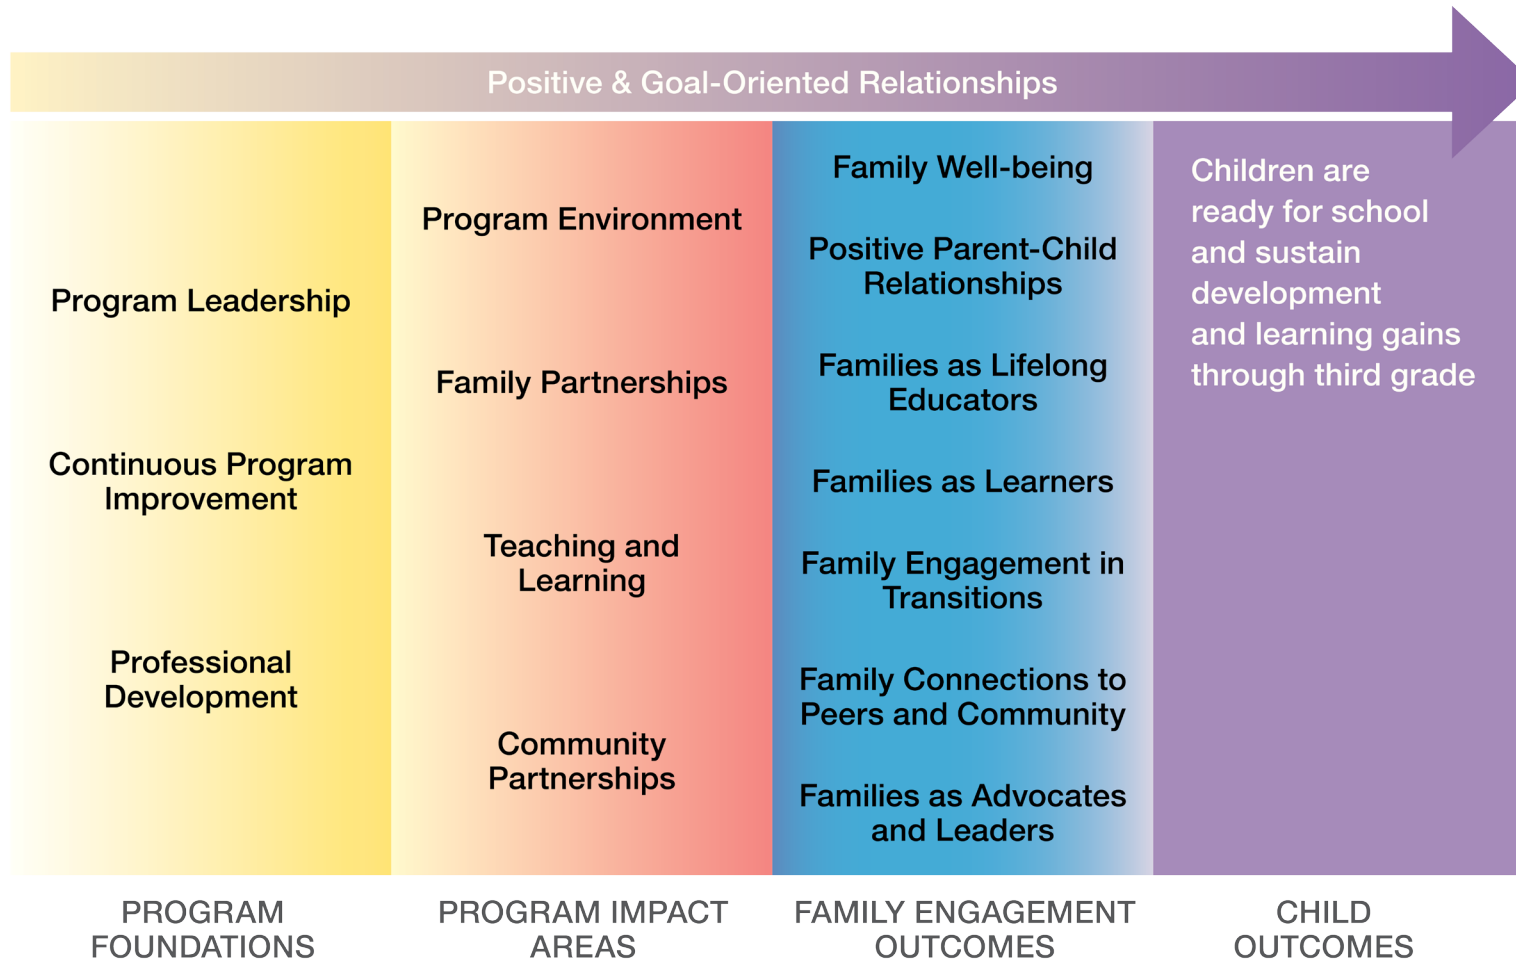 Positive & Goal-Oriented Relationships
Program Leadership
Continuous Program
Improvement
Professional
Development
PROGRAM
FOUNDATIONS
Program Environment
Family Partnerships
Teaching and
Learning
Community
Partnerships
PROGRAM IMPACT
AREAS
Family Well-being
Positive Parent-Child
Relationships
Families as Lifelong
Educators
Families as Learners
Family Engagement in
Transitions
Family Connections to
Peers and Community
Families as Advocates
and Leaders
FAMILY ENGAGEMENT
OUTCOMES
Children are
ready for school
and sustain
development
and learning gains
through third grade
CHILD
OUTCOMES